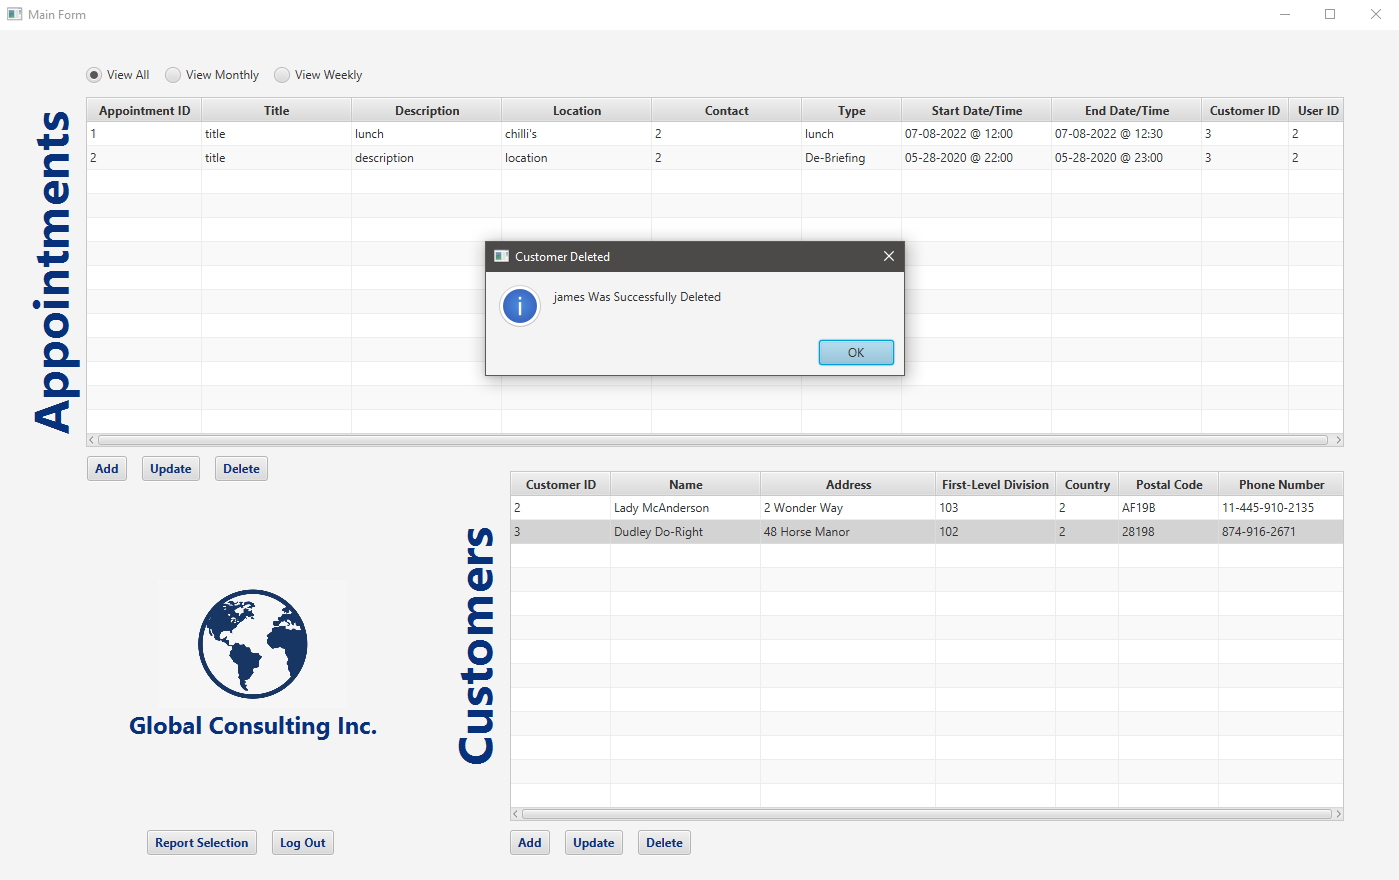 Main Form
View All View Monthly View Weekly
Appointments
Appointment ID Title Description Location Contact Type Start Date/Time End Date/Time Customer ID User ID
1 title lunch chilli's 2 lunch 07-08-2022 @ 12:00 07-08-2022 @ 12:30 3 2
2 title description location 2 De-Briefing 05-28-2020 @ 22:00 05-28-2020 @ 23:00 3 2
Customer Deleted
i
james Was Successfully Deleted
OK
Add Update Delete
Customers
Customer ID Name Address First-Level Division Country Postal Code Phone Number
2 Lady McAnderson 2 Wonder Way 103 2 AF19B 11-445-910-2135
3 Dudley Do-Right 48 Horse Manor 102 2 28198 874-916-2671
Global Consulting Inc.
Report Selection Log Out
Add Update Delete